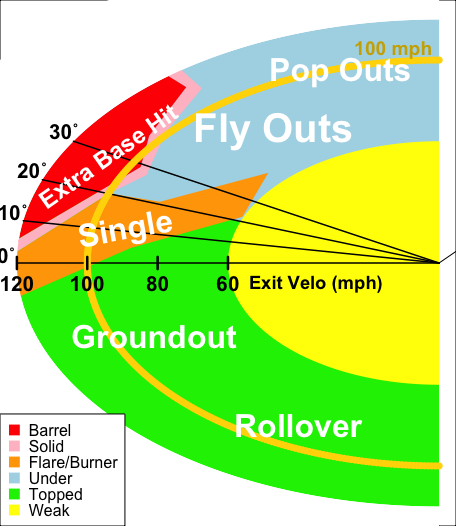 100 mph
Pop Outs
Fly Outs
Extra Base Hit
30°
20°
10°
Single
0°
120
100
80
60
Exit Velo (mph)
Groundout
Rollover
Barrel
Solid
Flare/Burner
Under
Topped
Weak